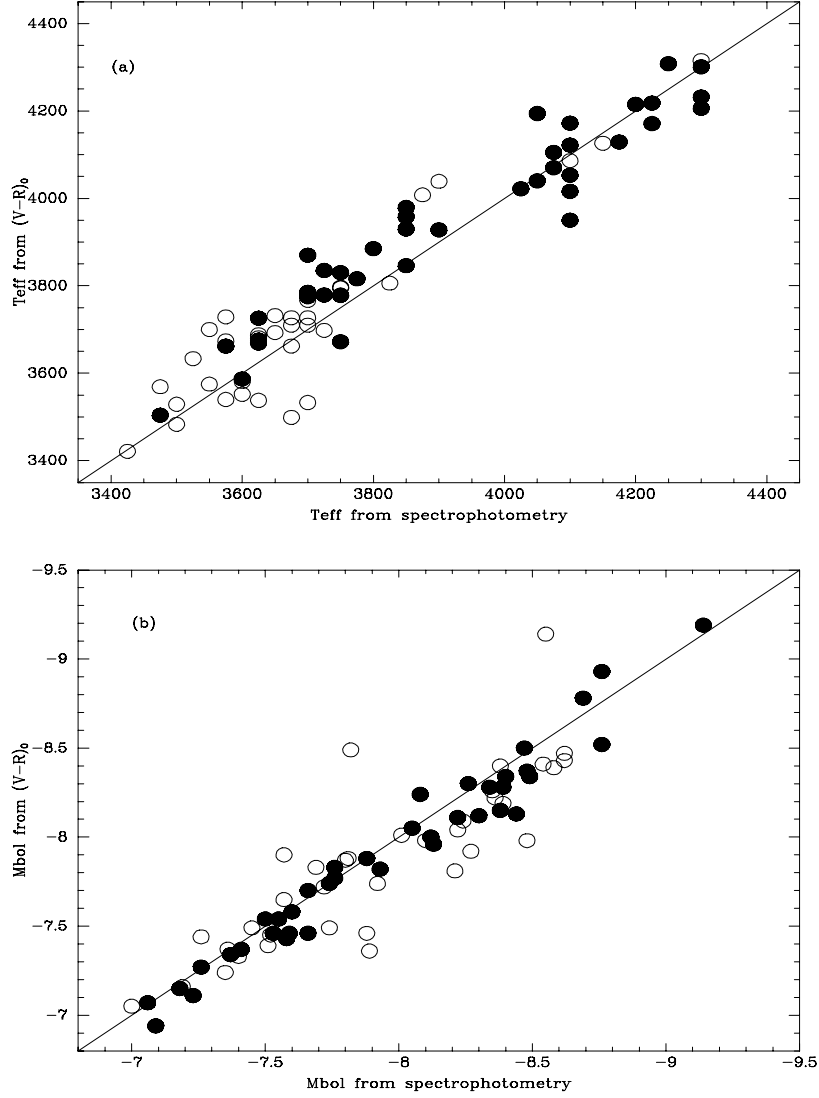 4400
(a)
4200
Teff from (V−R)₀
4000
3800
3600
3400
3400 3600 3800 4000 4200 4400
Teff from spectrophotometry
−9.5
(b)
−9
−8.5
Mbol from (V−R)₀
−8
−7.5
−7
−7 −7.5 −8 −8.5 −9 −9.5
Mbol from spectrophotometry